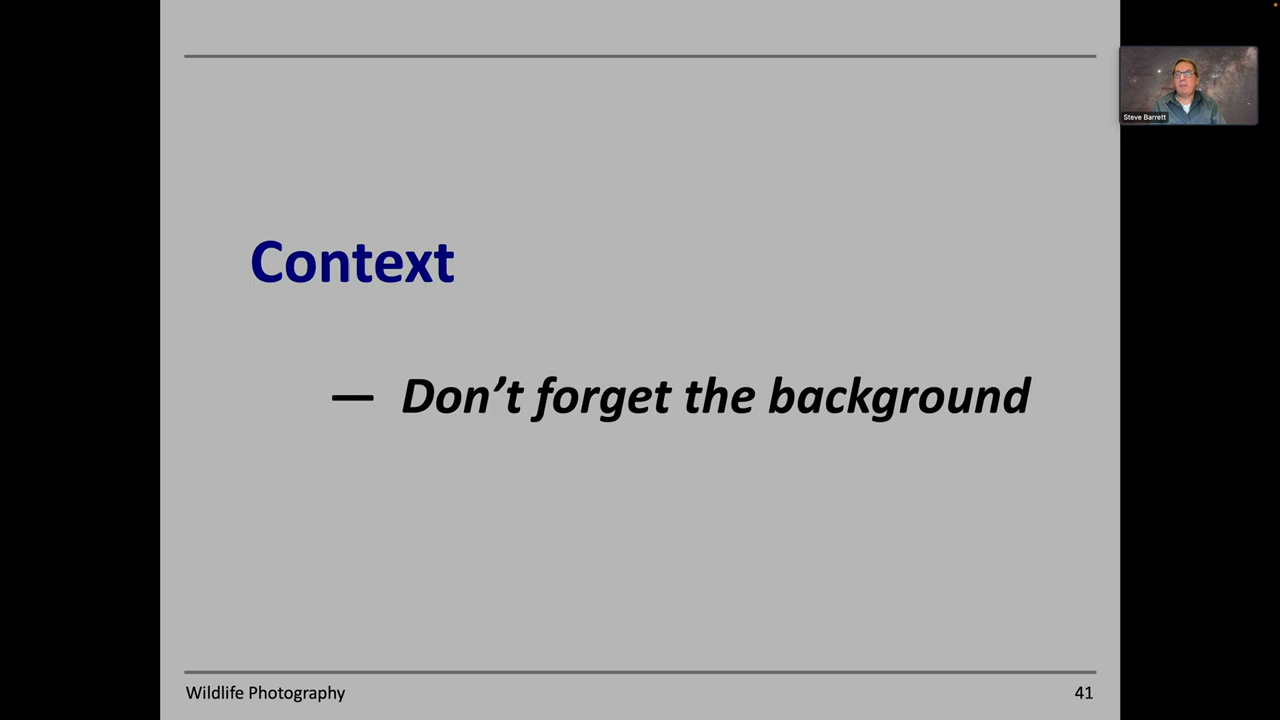 Steve Barrett
Context
— Don’t forget the background
Wildlife Photography
41